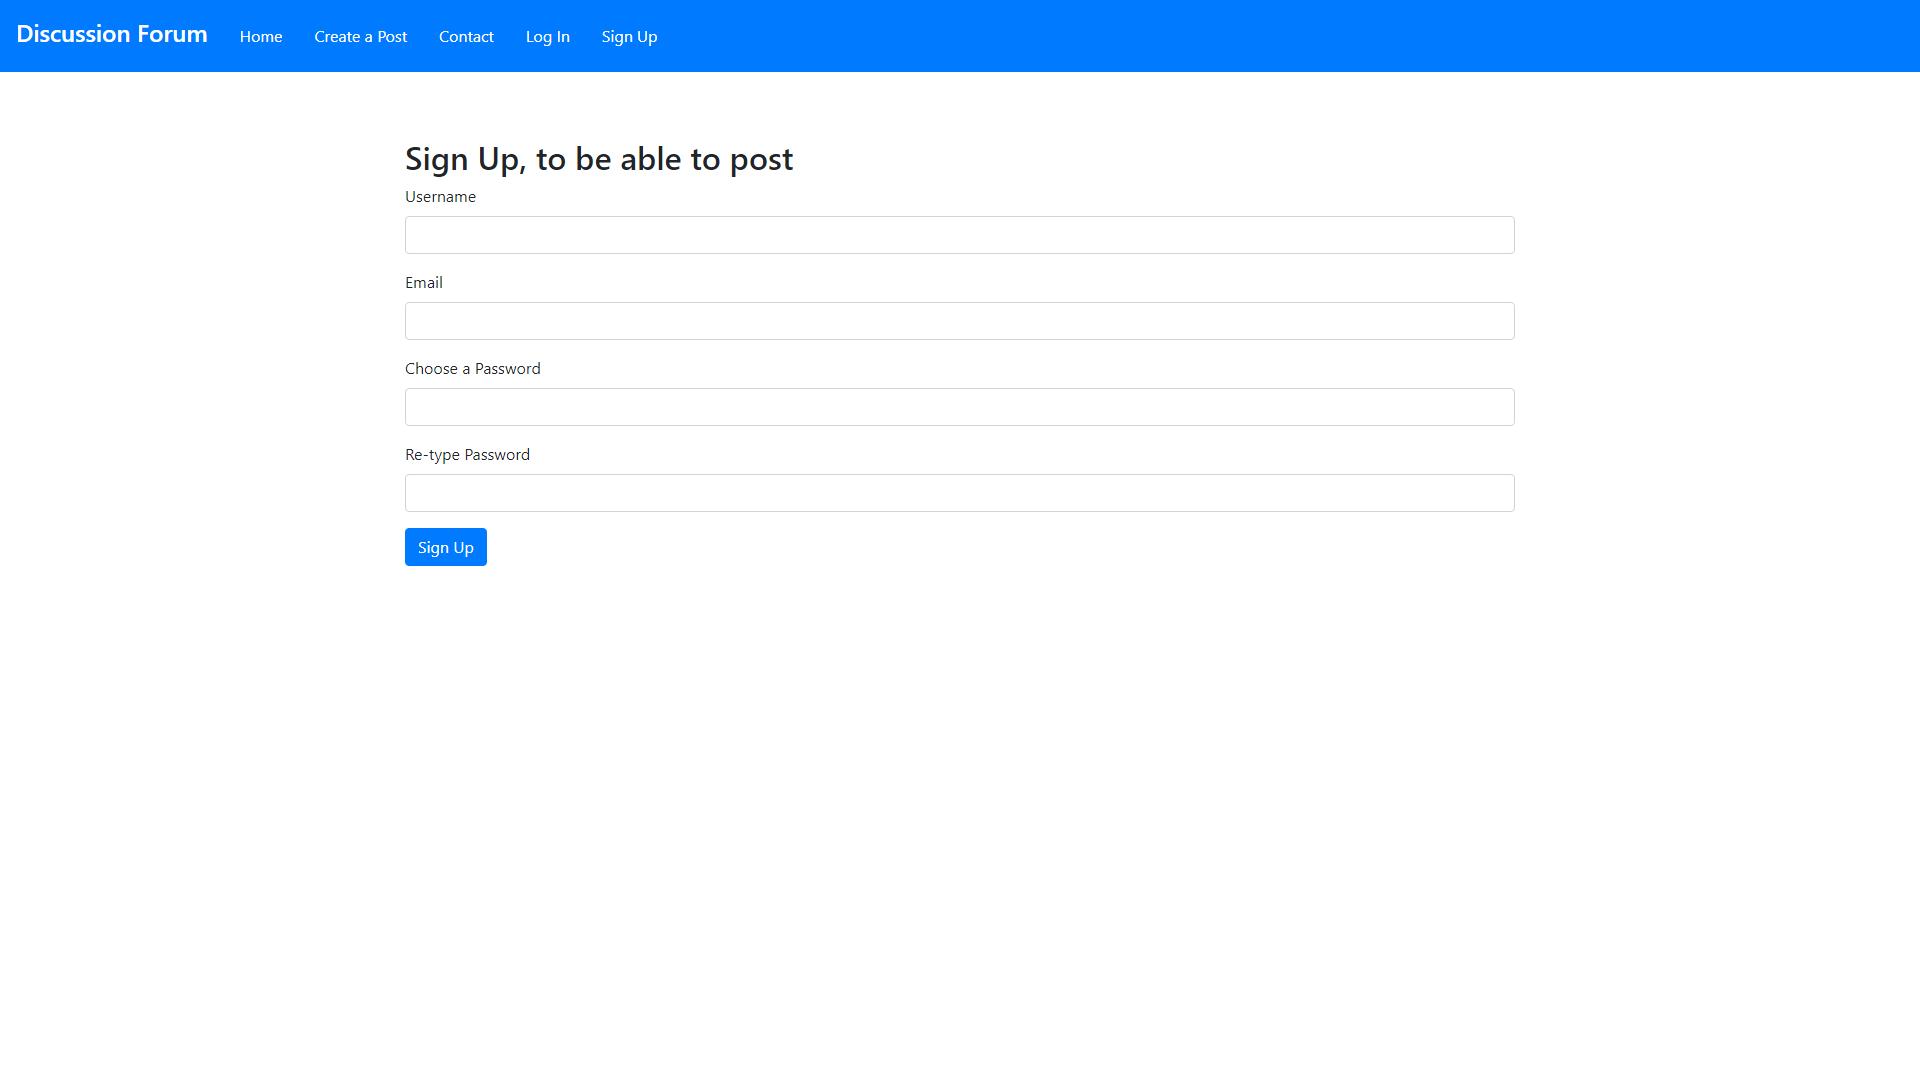 Discussion Forum Home Create a Post Contact Log In Sign Up
Sign Up, to be able to post
Username
Email
Choose a Password
Re-type Password
Sign Up